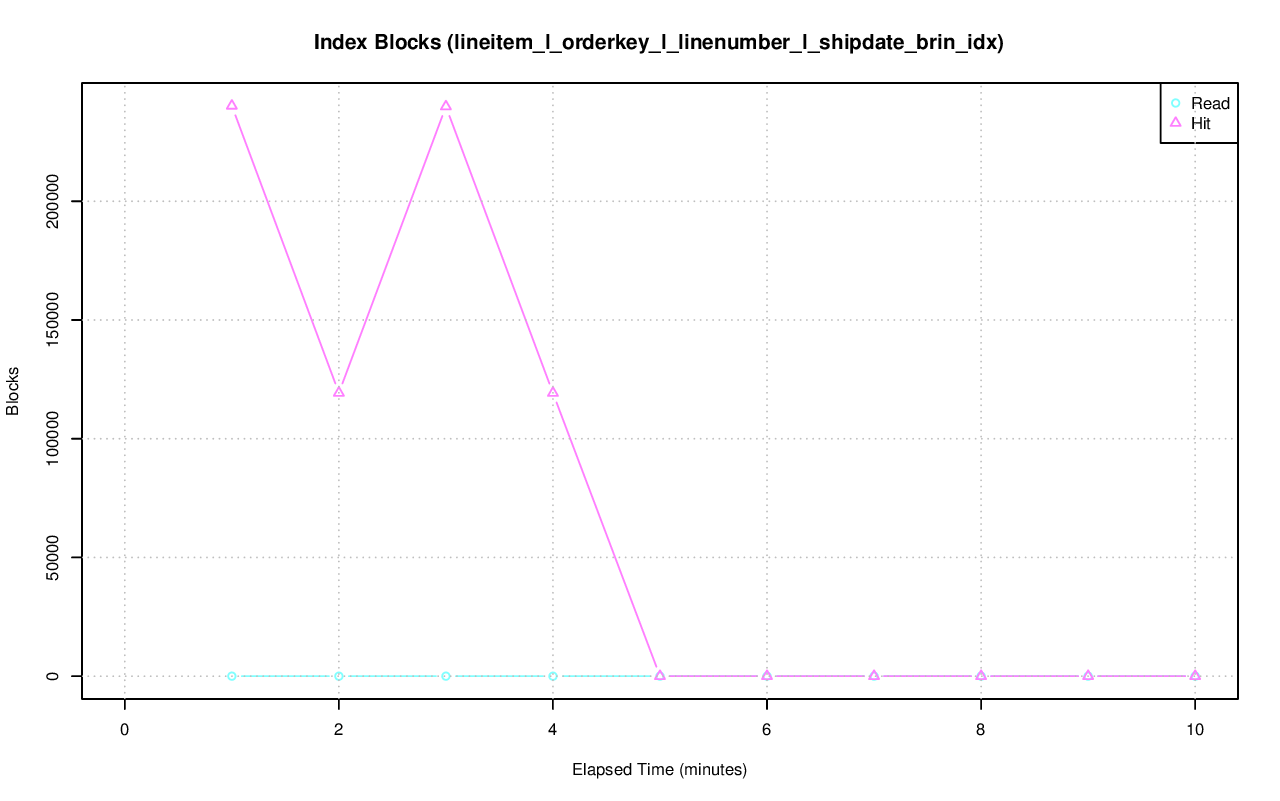 Index Blocks (lineitem_l_orderkey_l_linenumber_l_shipdate_brin_idx)
Read
Hit
200000
150000
100000
50000
0
Blocks
0 2 4 6 8 10
Elapsed Time (minutes)